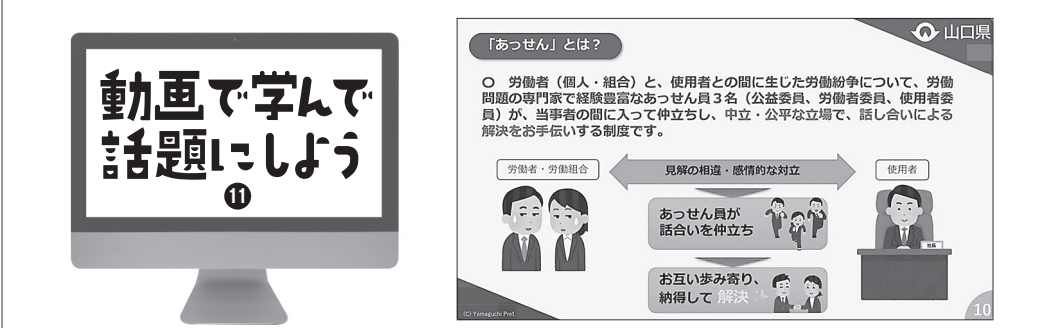 動画で学んで
話題にしよう
⓫
「あっせん」とは？
山口県
〇 労働者（個人・組合）と、使用者との間に生じた労働紛争について、労働
問題の専門家で経験豊富なあっせん員３名（公益委員、労働者委員、使用者委
員）が、当事者の間に入って仲立ちし、中立・公平な立場で、話し合いによる
解決をお手伝いする制度です。
労働者・労働組合
見解の相違・感情的な対立
使用者
あっせん員が
話合いを仲立ち
社長
お互い歩み寄り、
納得して 解決
(C) Yamaguchi Pref.
10